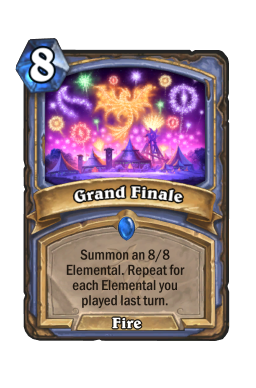 8
Grand Finale
Summon an 8/8
Elemental. Repeat for
each Elemental you
played last turn.
Fire